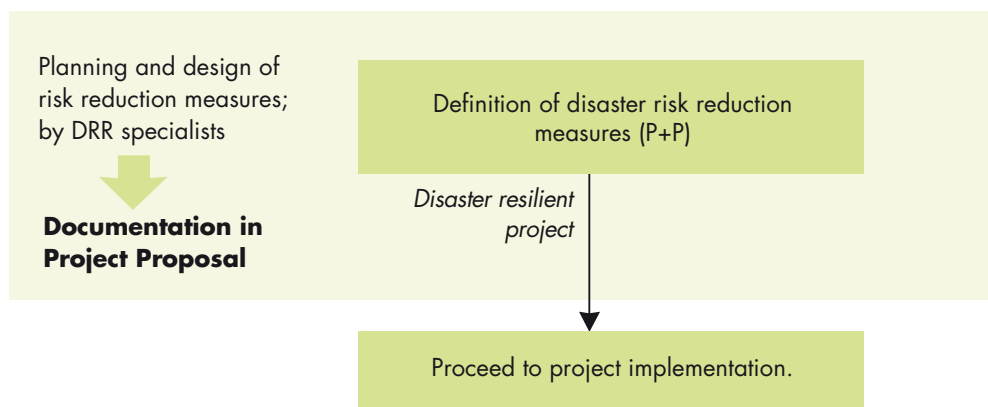 Planning and design of
risk reduction measures;
by DRR specialists
Documentation in
Project Proposal
Definition of disaster risk reduction
measures (P+P)
Disaster resilient
project
Proceed to project implementation.